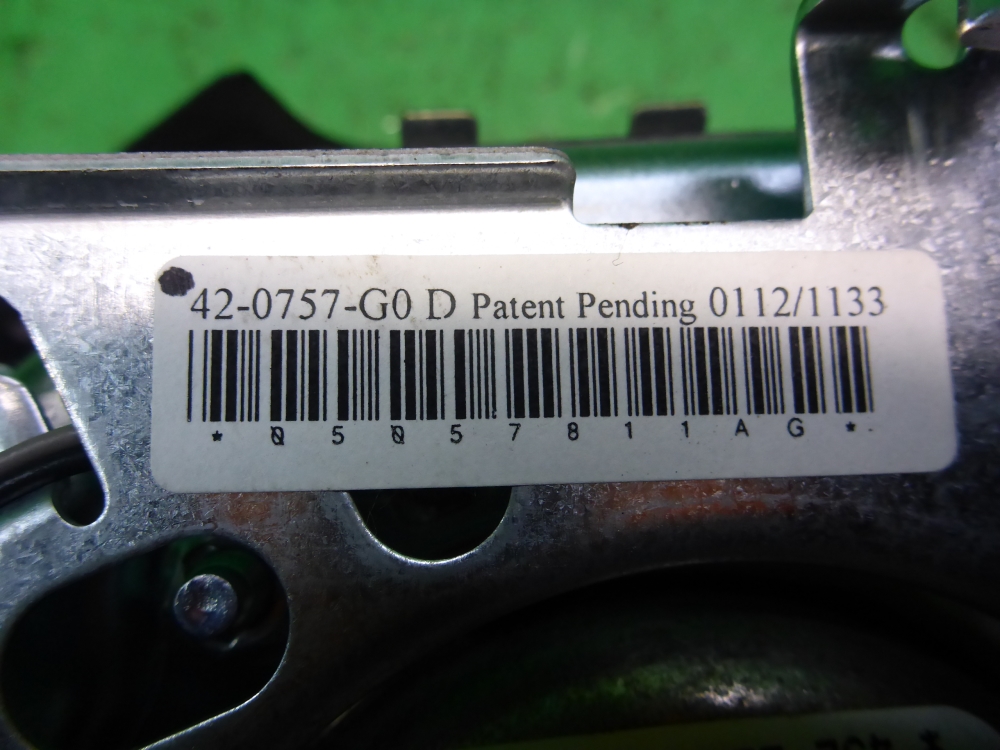 42-0757-G0 D Patent Pending 0112/1133
*05057811AG*